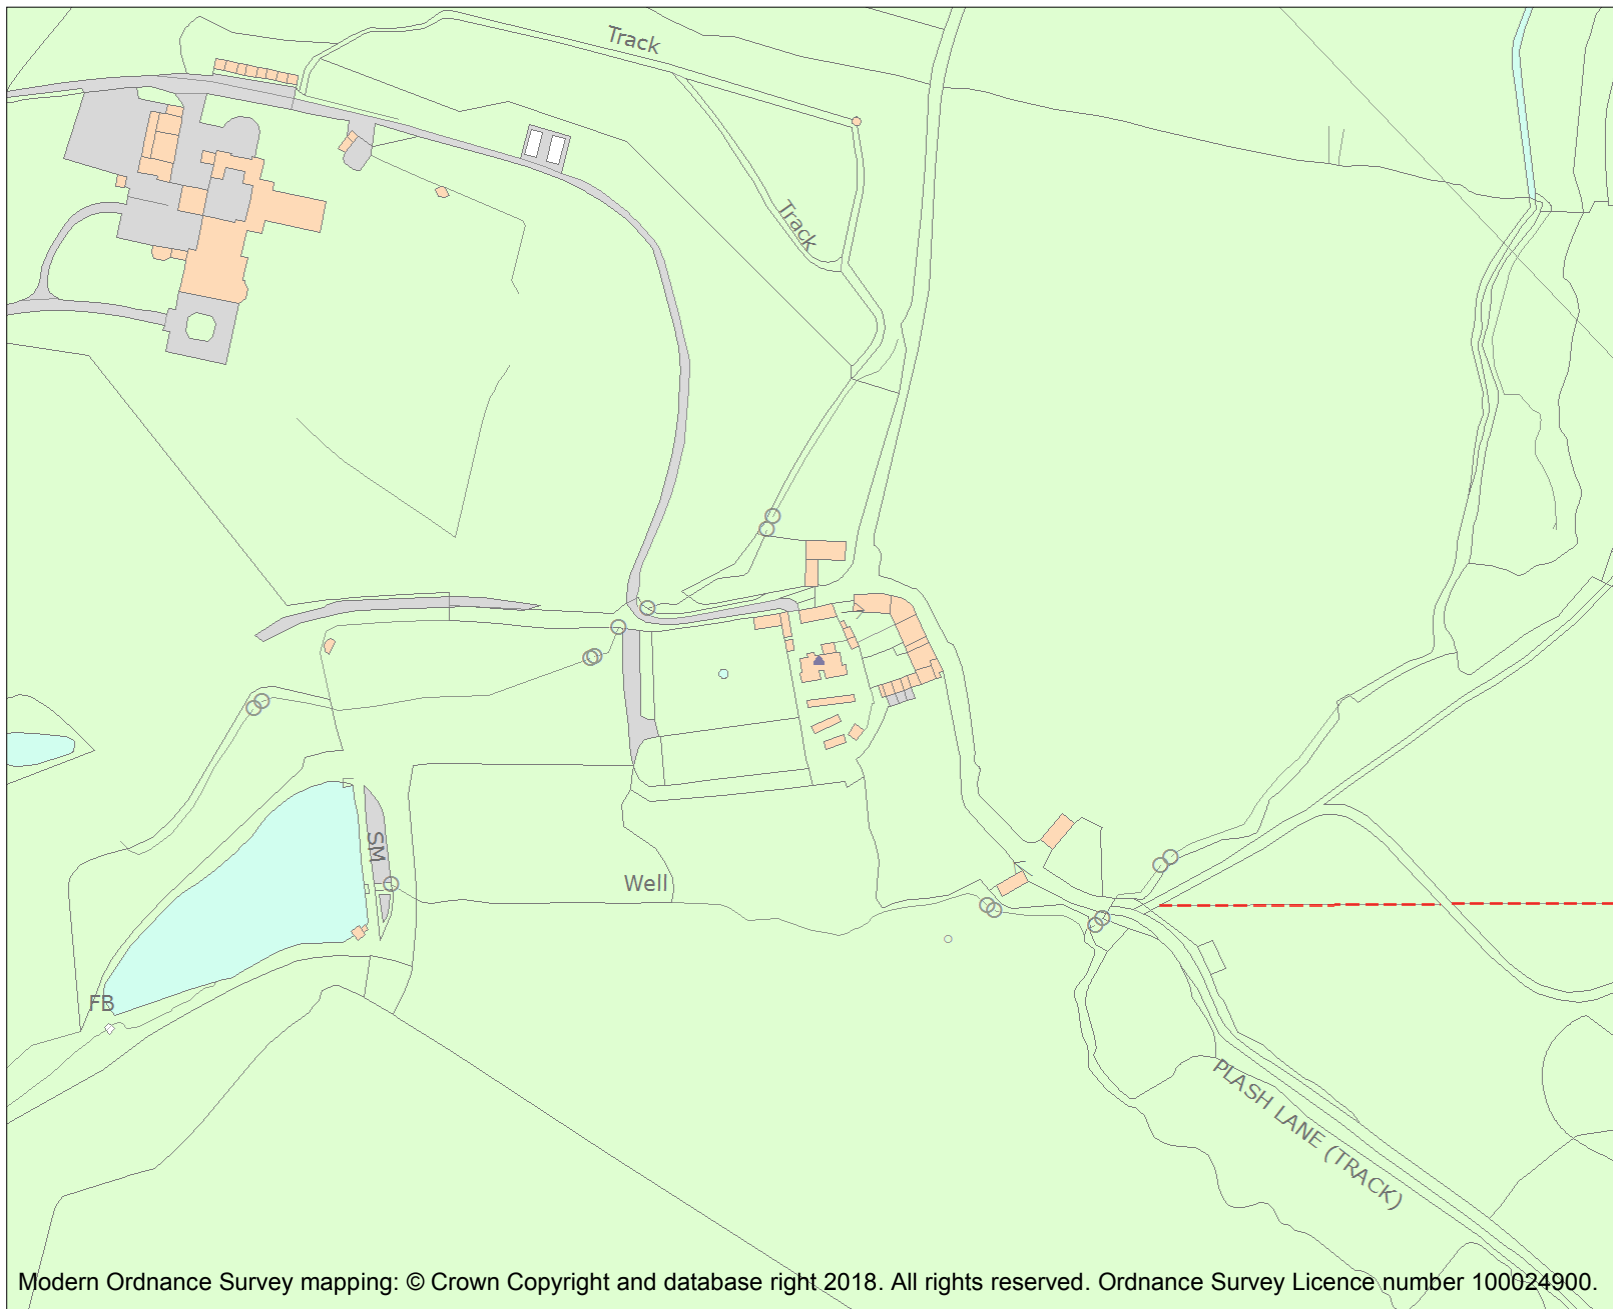 Track
Track
SM
Well
FB
PLASH LANE (TRACK)
Modern Ordnance Survey mapping: © Crown Copyright and database right 2018. All rights reserved. Ordnance Survey Licence number 100024900.